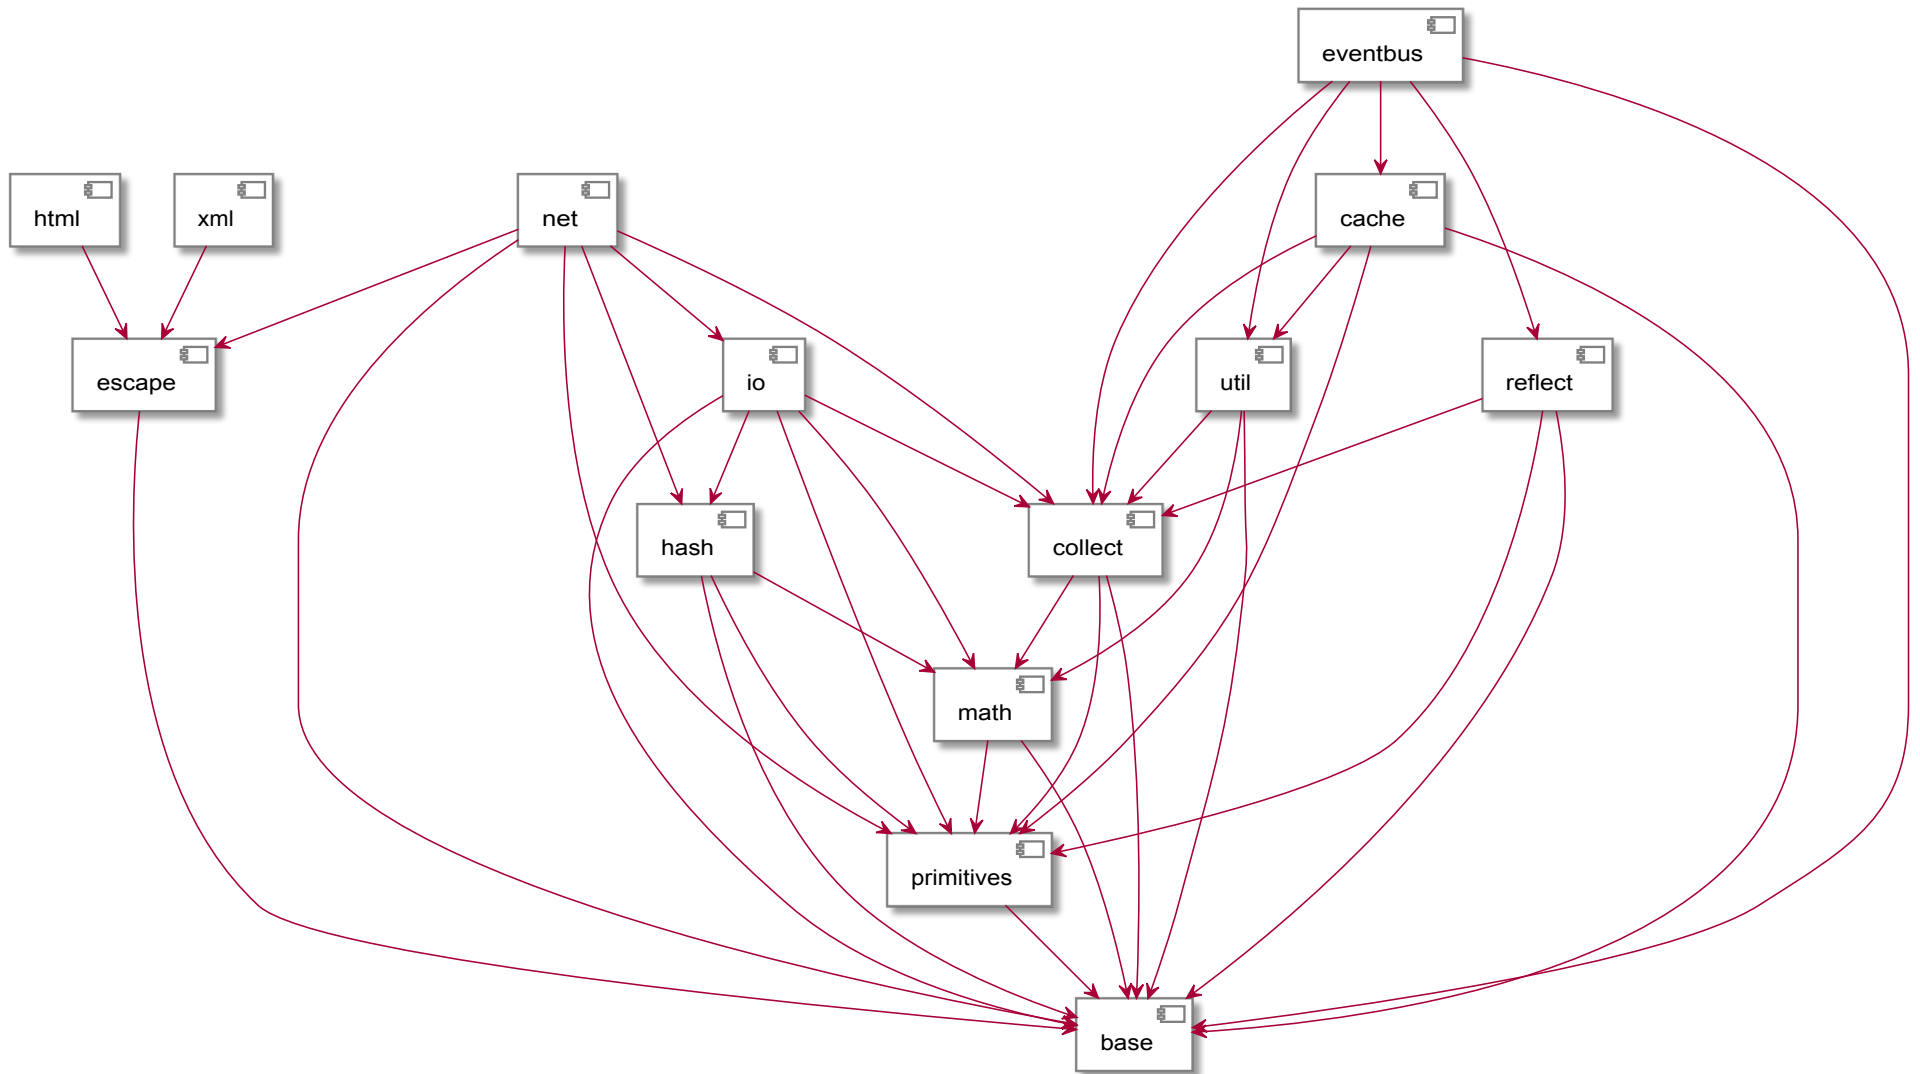 eventbus
html
xml
net
cache
escape
io
util
reflect
hash
collect
math
primitives
base